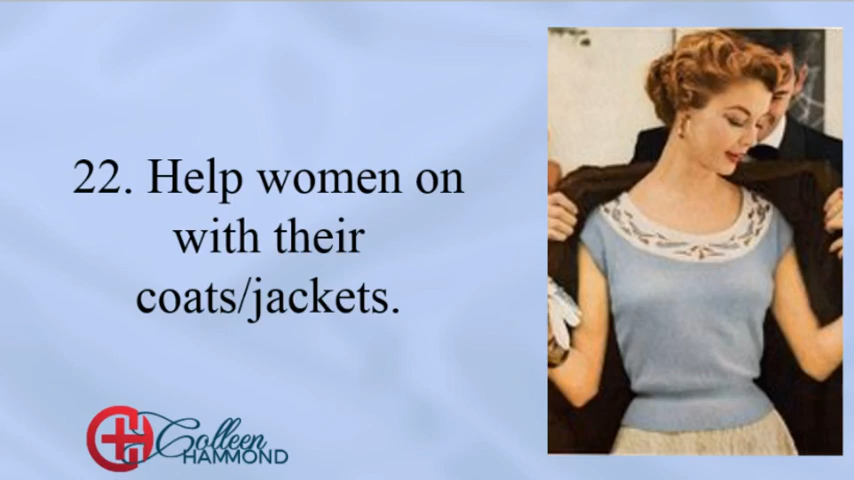 22. Help women on
with their
coats/jackets.
Colleen
HAMMOND